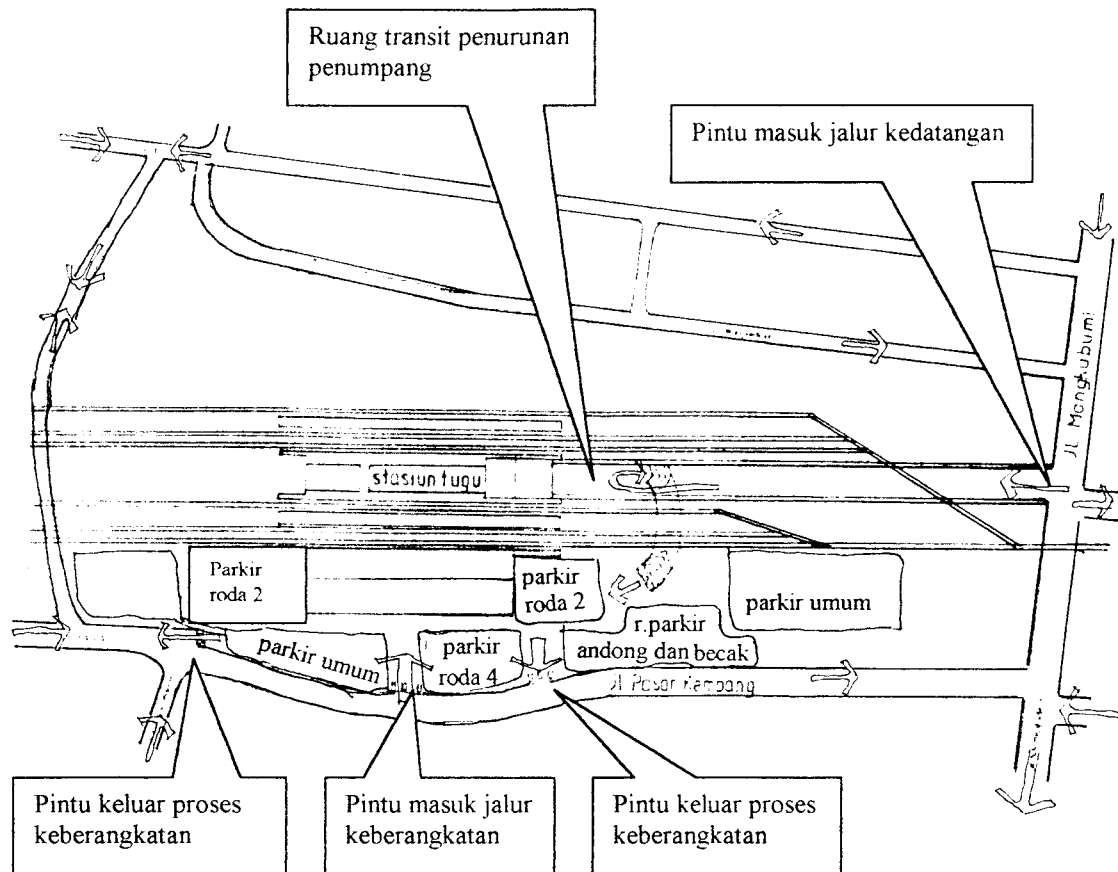 Ruang transit penurunan
penumpang
Pintu masuk jalur kedatangan
Jl Mangkubumi
stasiun tugu
Parkir
roda 2
parkir
roda 2
parkir umum
r.parkir
andong dan becak
parkir umum
parkir
roda 4
Jl Pasar Kembang
Pintu keluar proses
keberangkatan
Pintu masuk jalur
keberangkatan
Pintu keluar proses
keberangkatan